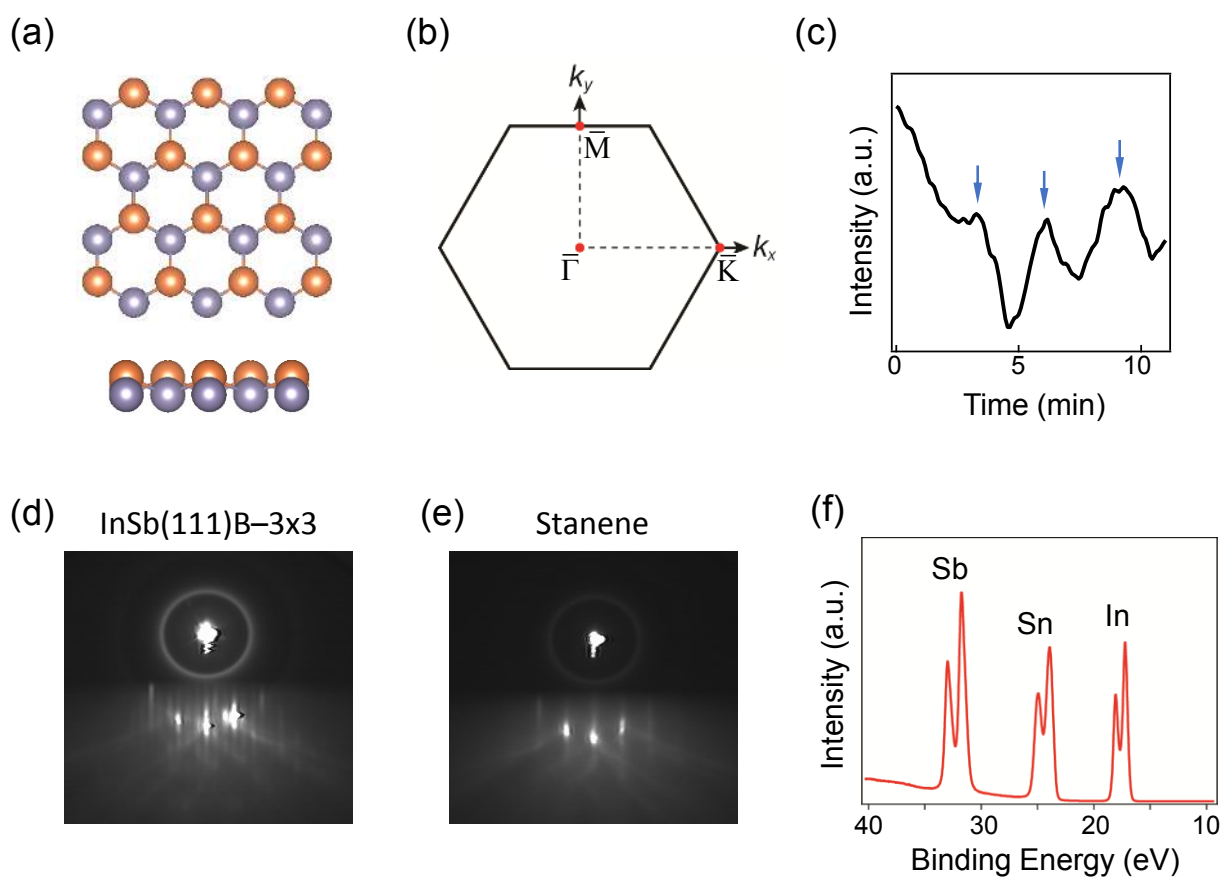 (a)
(b)
k_y
M̅
Γ̅
K̅
k_x
(c)
Intensity (a.u.)
0
5
10
Time (min)
(d)
InSb(111)B–3x3
(e)
Stanene
(f)
Sb
Sn
In
Intensity (a.u.)
40
30
20
10
Binding Energy (eV)